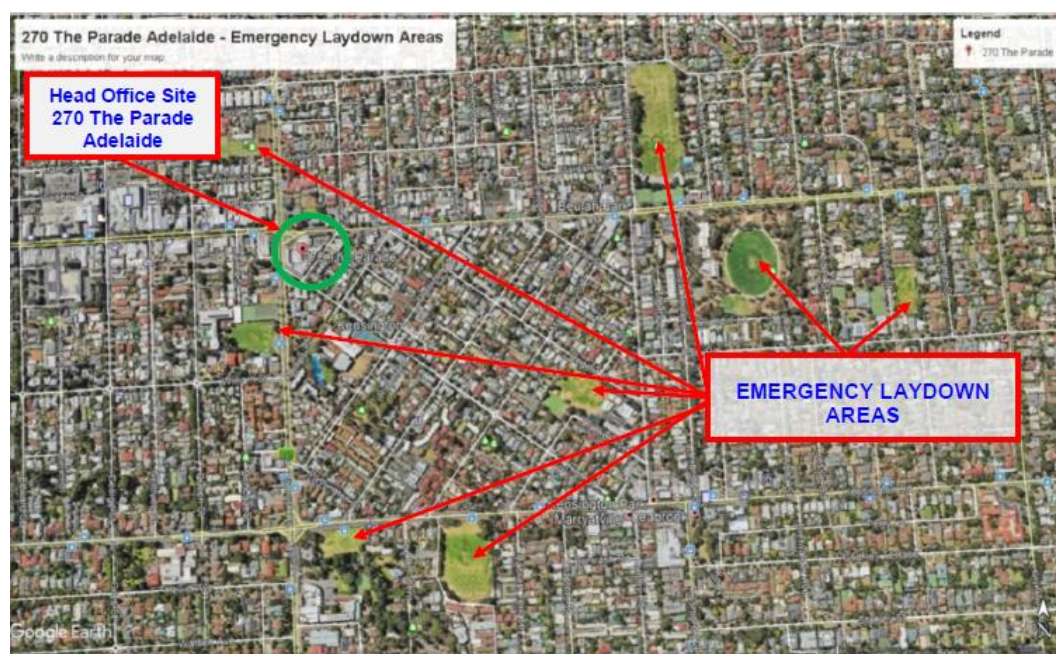 270 The Parade Adelaide - Emergency Laydown Areas
Write a description for your map.
Legend
270 The Parade
Head Office Site
270 The Parade
Adelaide
Kensington
EMERGENCY LAYDOWN
AREAS
Google Earth
N